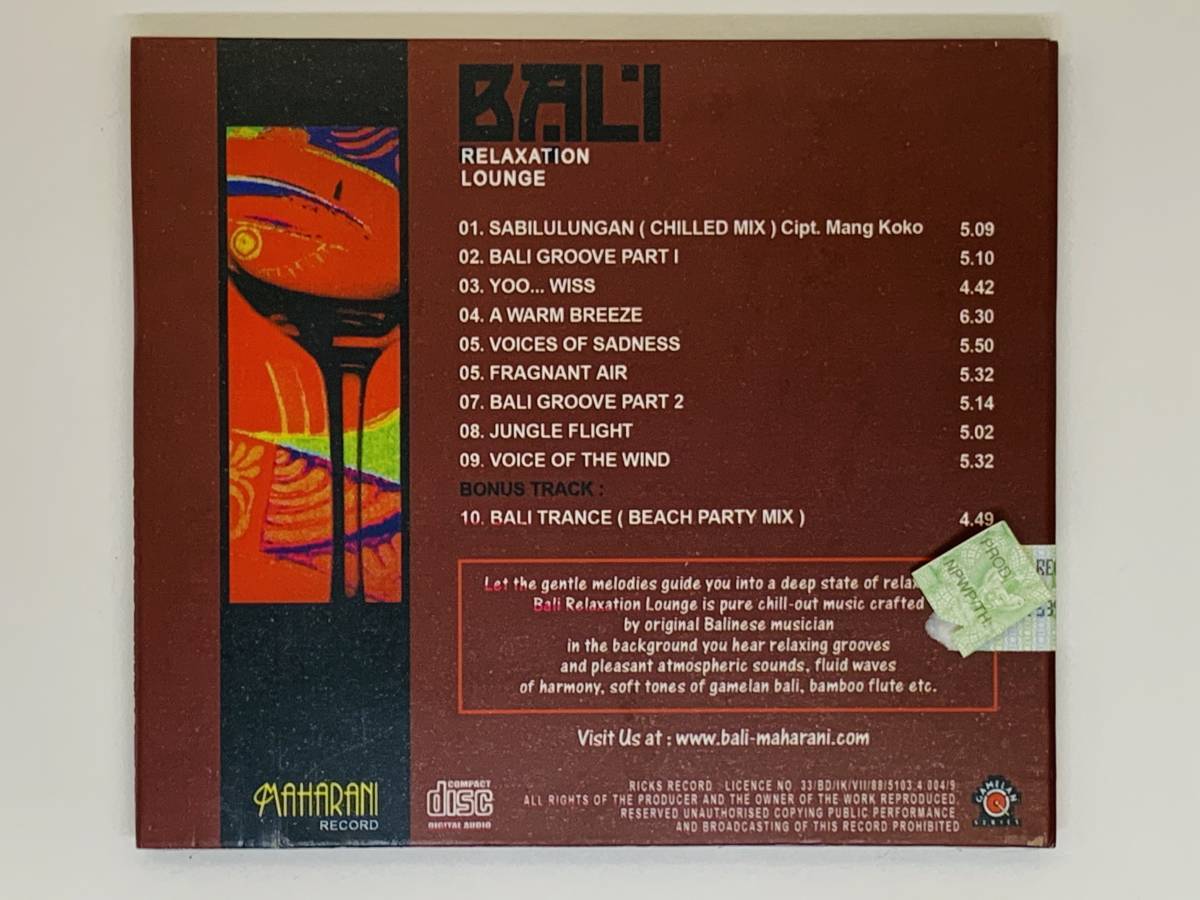 BALI
RELAXATION
LOUNGE
01. SABILULUNGAN ( CHILLED MIX ) Cipt. Mang Koko 5.09
02. BALI GROOVE PART I 5.10
03. YOO... WISS 4.42
04. A WARM BREEZE 6.30
05. VOICES OF SADNESS 5.50
05. FRAGNANT AIR 5.32
07. BALI GROOVE PART 2 5.14
08. JUNGLE FLIGHT 5.02
09. VOICE OF THE WIND 5.32
BONUS TRACK :
10. BALI TRANCE ( BEACH PARTY MIX ) 4.49
Let the gentle melodies guide you into a deep state of
Bali Relaxation Lounge is pure chill-out music crafted
by original Balinese musician
in the background you hear relaxing grooves
and pleasant atmospheric sounds, fluid waves
of harmony, soft tones of gamelan bali, bamboo flute etc.
PROD.
NPWP-TH
Visit Us at : www.bali-maharani.com
MAHARANI
RECORD
COMPACT
disc
DIGITAL AUDIO
RICKS RECORD LICENCE NO 33/BD/IK/VII/88/5103.4.004/9
ALL RIGHTS OF THE PRODUCER AND THE OWNER OF THE WORK REPRODUCED
RESERVED UNAUTHORISED COPYING PUBLIC PERFORMANCE
AND BROADCASTING OF THIS RECORD PROHIBITED
GAMILAN